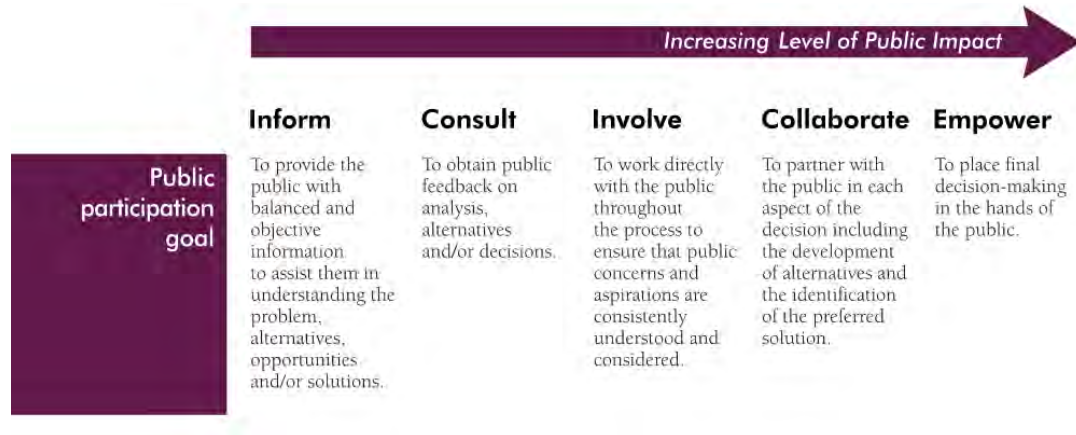 Increasing Level of Public Impact
Inform
Consult
Involve
Collaborate
Empower
Public
participation
goal
To provide the
public with
balanced and
objective
information
to assist them in
understanding the
problem,
alternatives,
opportunities
and/or solutions.
To obtain public
feedback on
analysis,
alternatives
and/or decisions.
To work directly
with the public
throughout
the process to
ensure that public
concerns and
aspirations are
consistently
understood and
considered.
To partner with
the public in each
aspect of the
decision including
the development
of alternatives and
the identification
of the preferred
solution.
To place final
decision-making
in the hands of
the public.